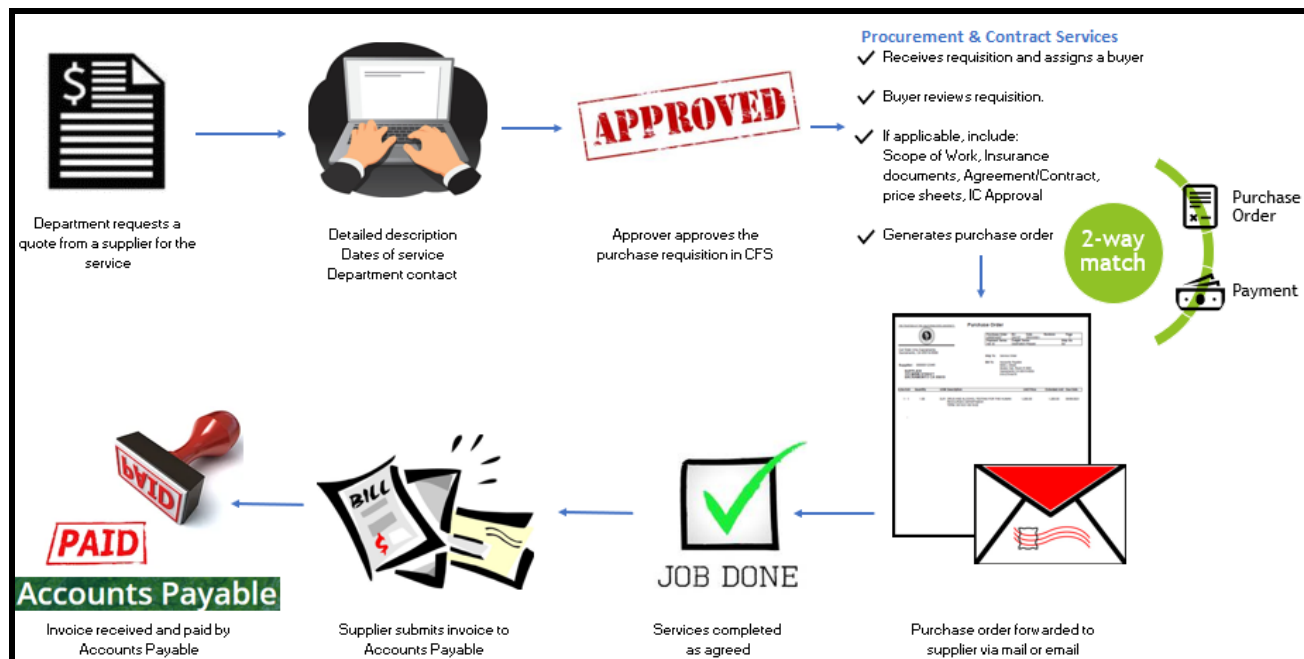 Department requests a
quote from a supplier for the
service
Detailed description
Dates of service
Department contact
APPROVED
Approver approves the
purchase requisition in CFS
Procurement & Contract Services
Receives requisition and assigns a buyer
Buyer reviews requisition.
If applicable, include:
Scope of Work, Insurance
documents, Agreement/Contract,
price sheets, IC Approval
Generates purchase order
2-way
match
Purchase
Order
Payment
Purchase Order
Purchase order forwarded to
supplier via mail or email
JOB DONE
Services completed
as agreed
BILL
$
Supplier submits invoice to
Accounts Payable
PAID
PAID
Accounts Payable
Invoice received and paid by
Accounts Payable